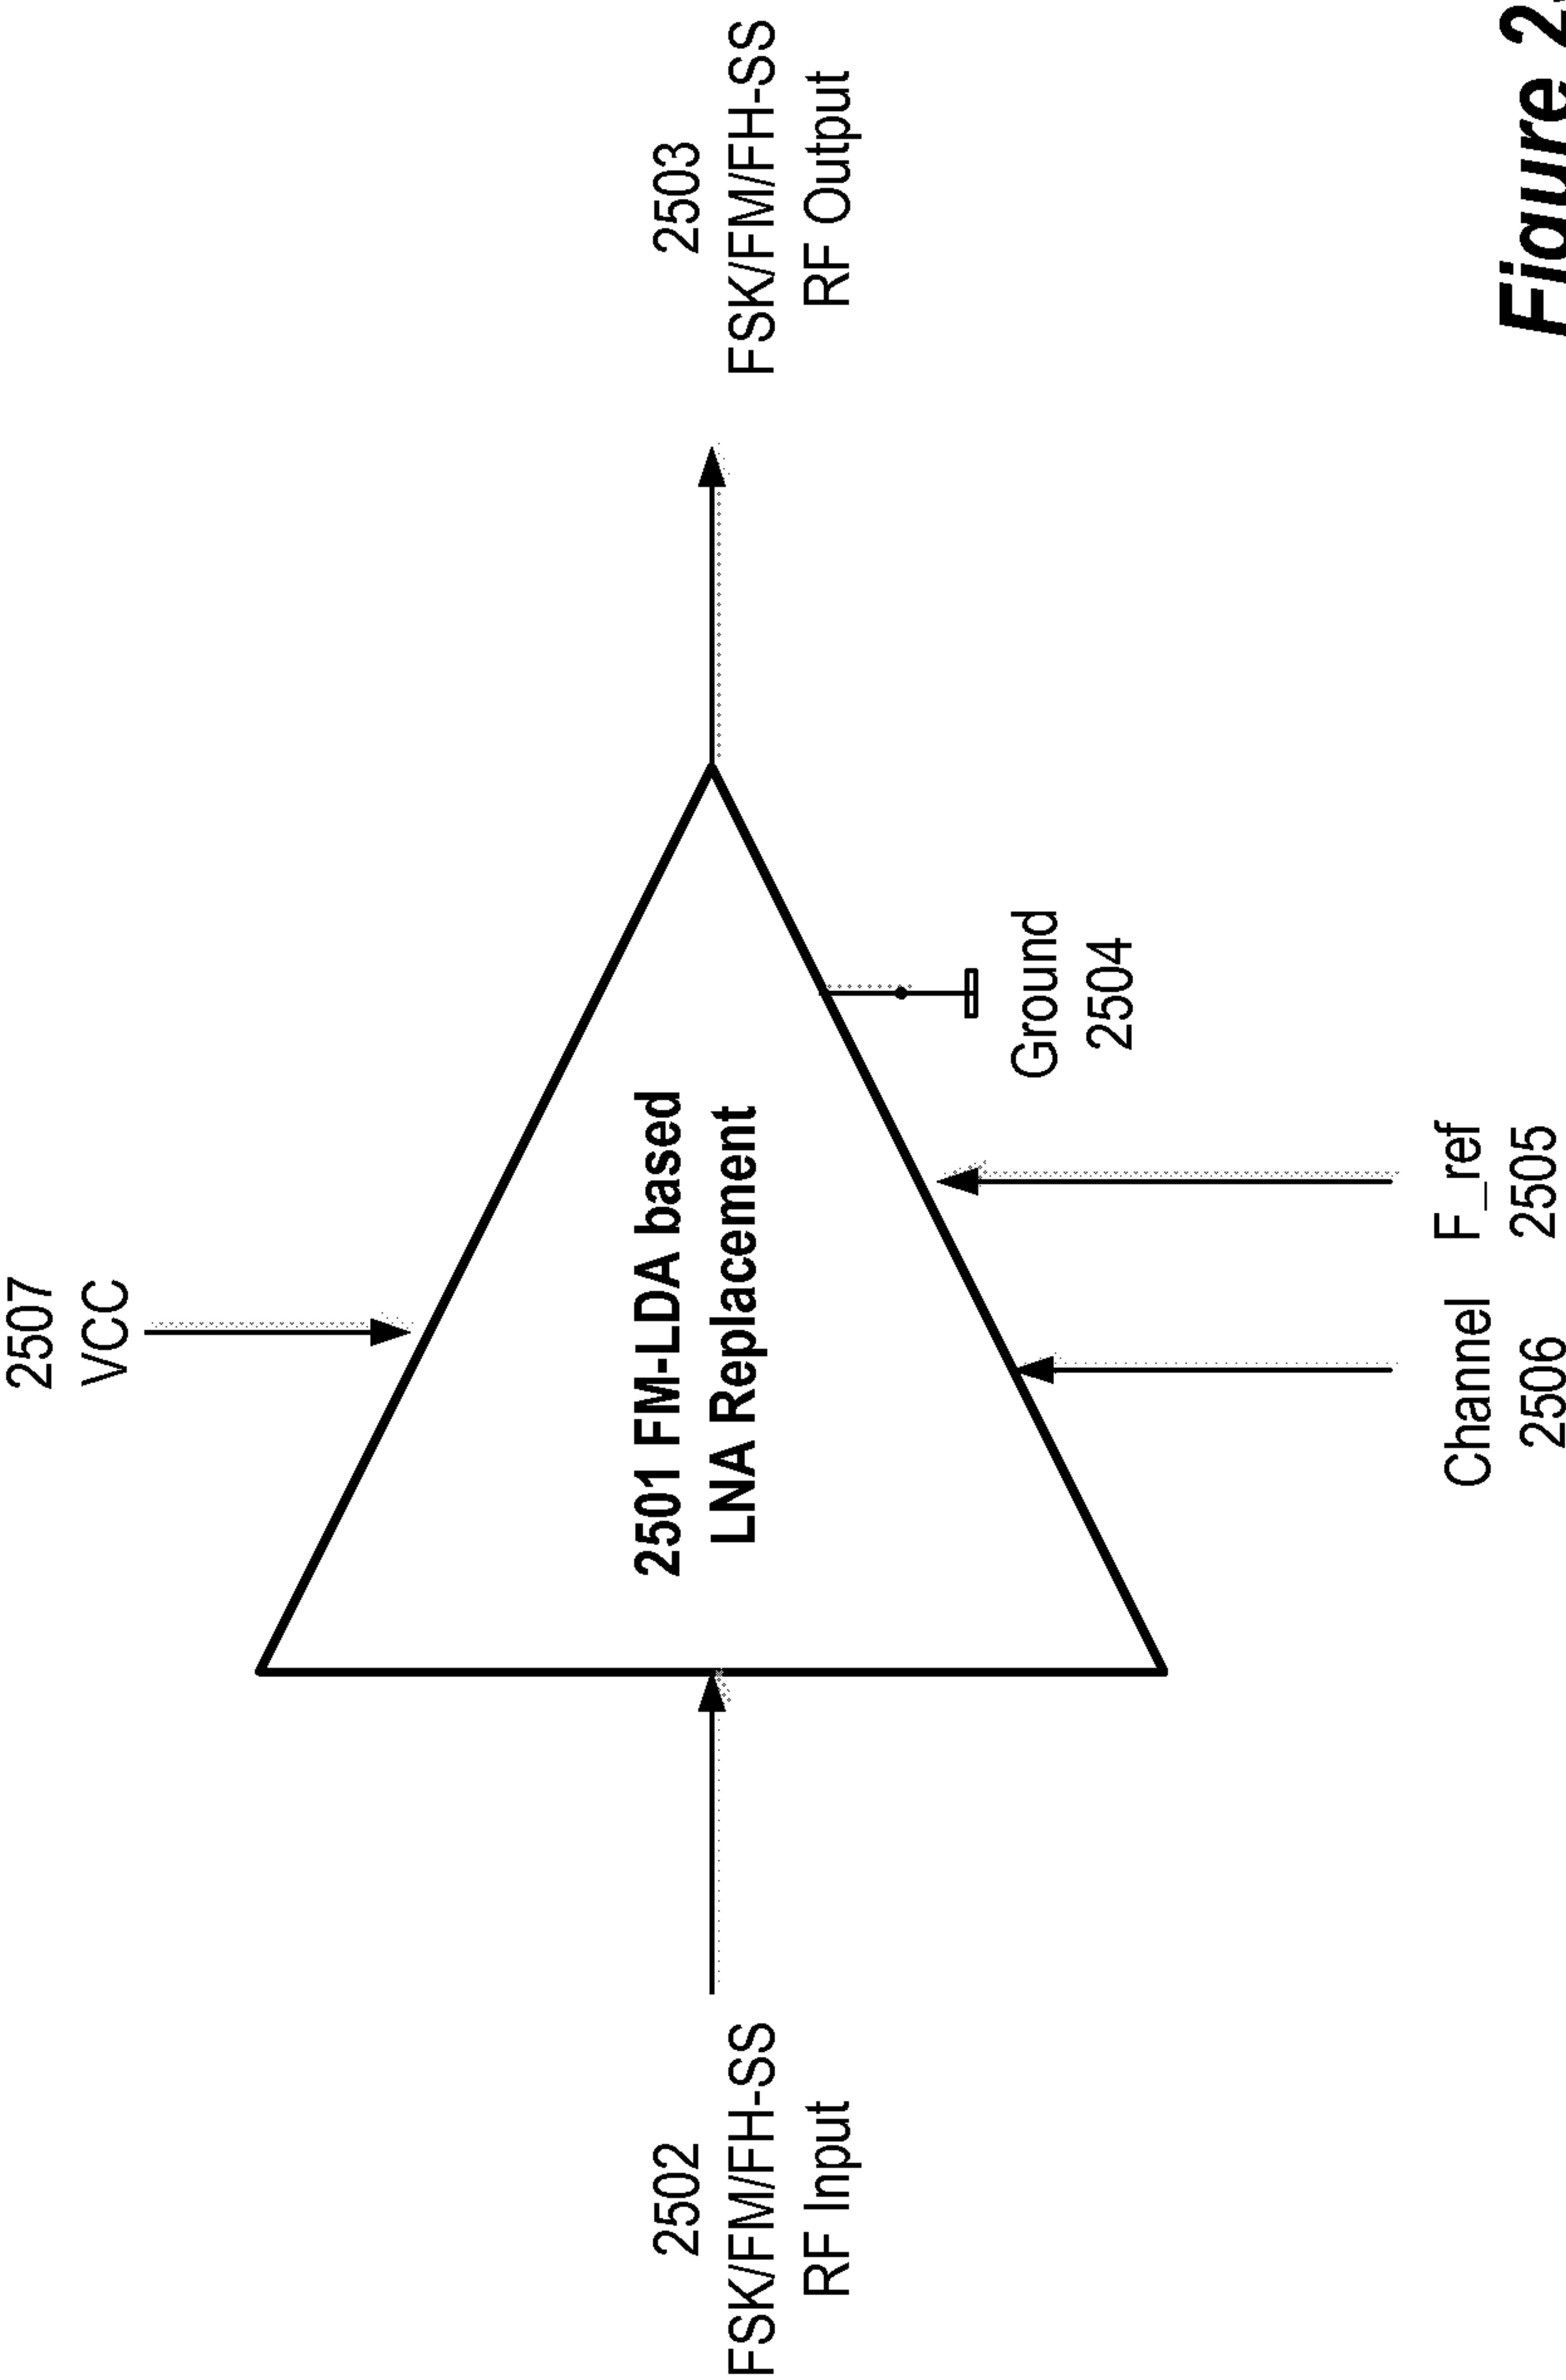 2507
VCC
2502
FSK/FM/FH-SS
RF Input
2501 FM-LDA based
LNA Replacement
2503
FSK/FM/FH-SS
RF Output
Ground
2504
Channel
2506
F_ref
2505
Figure